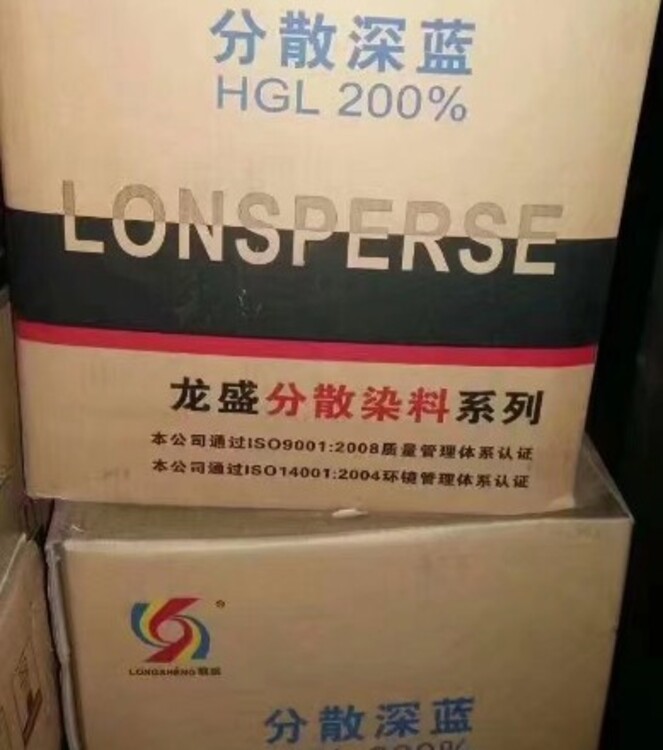 分散深蓝
HGL 200%
LONSPERSE
龙盛分散染料系列
本公司通过ISO9001:2008质量管理体系认证
本公司通过ISO14001:2004环镜管理体系认证
®
分散深蓝